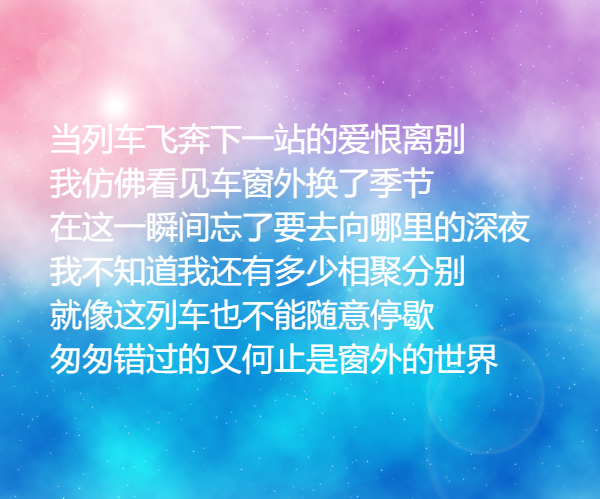 当列车飞奔下一站的爱恨离别
我仿佛看见车窗外换了季节
在这一瞬间忘了要去向哪里的深夜
我不知道我还有多少相聚分别
就像这列车也不能随意停歇
匆匆错过的又何止是窗外的世界